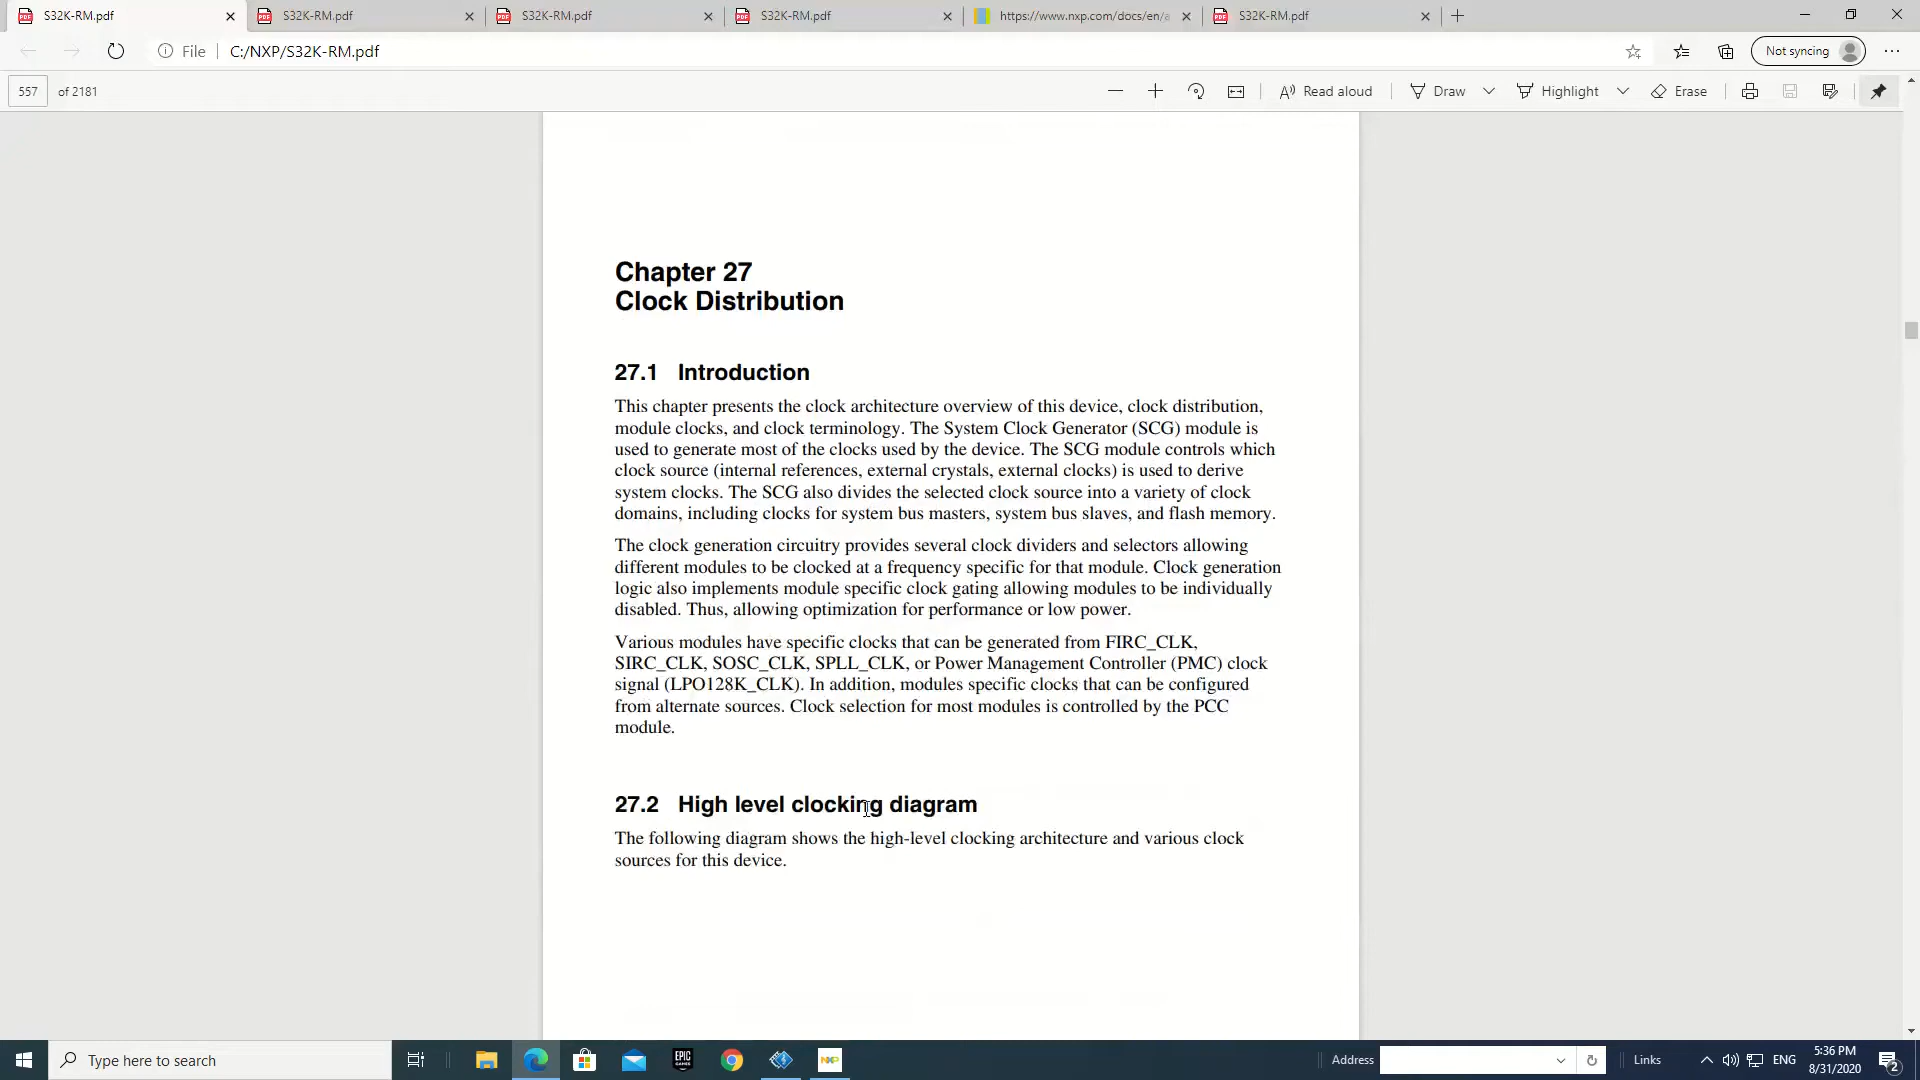 S32K-RM.pdf
S32K-RM.pdf
S32K-RM.pdf
S32K-RM.pdf
https://www.nxp.com/docs/en/a
S32K-RM.pdf
File
C:/NXP/S32K-RM.pdf
Not syncing
557 of 2181
Read aloud
Draw
Highlight
Erase
Chapter 27
Clock Distribution
27.1 Introduction
This chapter presents the clock architecture overview of this device, clock distribution,
module clocks, and clock terminology. The System Clock Generator (SCG) module is
used to generate most of the clocks used by the device. The SCG module controls which
clock source (internal references, external crystals, external clocks) is used to derive
system clocks. The SCG also divides the selected clock source into a variety of clock
domains, including clocks for system bus masters, system bus slaves, and flash memory.
The clock generation circuitry provides several clock dividers and selectors allowing
different modules to be clocked at a frequency specific for that module. Clock generation
logic also implements module specific clock gating allowing modules to be individually
disabled. Thus, allowing optimization for performance or low power.
Various modules have specific clocks that can be generated from FIRC_CLK,
SIRC_CLK, SOSC_CLK, SPLL_CLK, or Power Management Controller (PMC) clock
signal (LPO128K_CLK). In addition, modules specific clocks that can be configured
from alternate sources. Clock selection for most modules is controlled by the PCC
module.
27.2 High level clocking diagram
The following diagram shows the high-level clocking architecture and various clock
sources for this device.
Type here to search
EPIC
GAMES
NXP
Address
Links
ENG
5:36 PM
8/31/2020
2